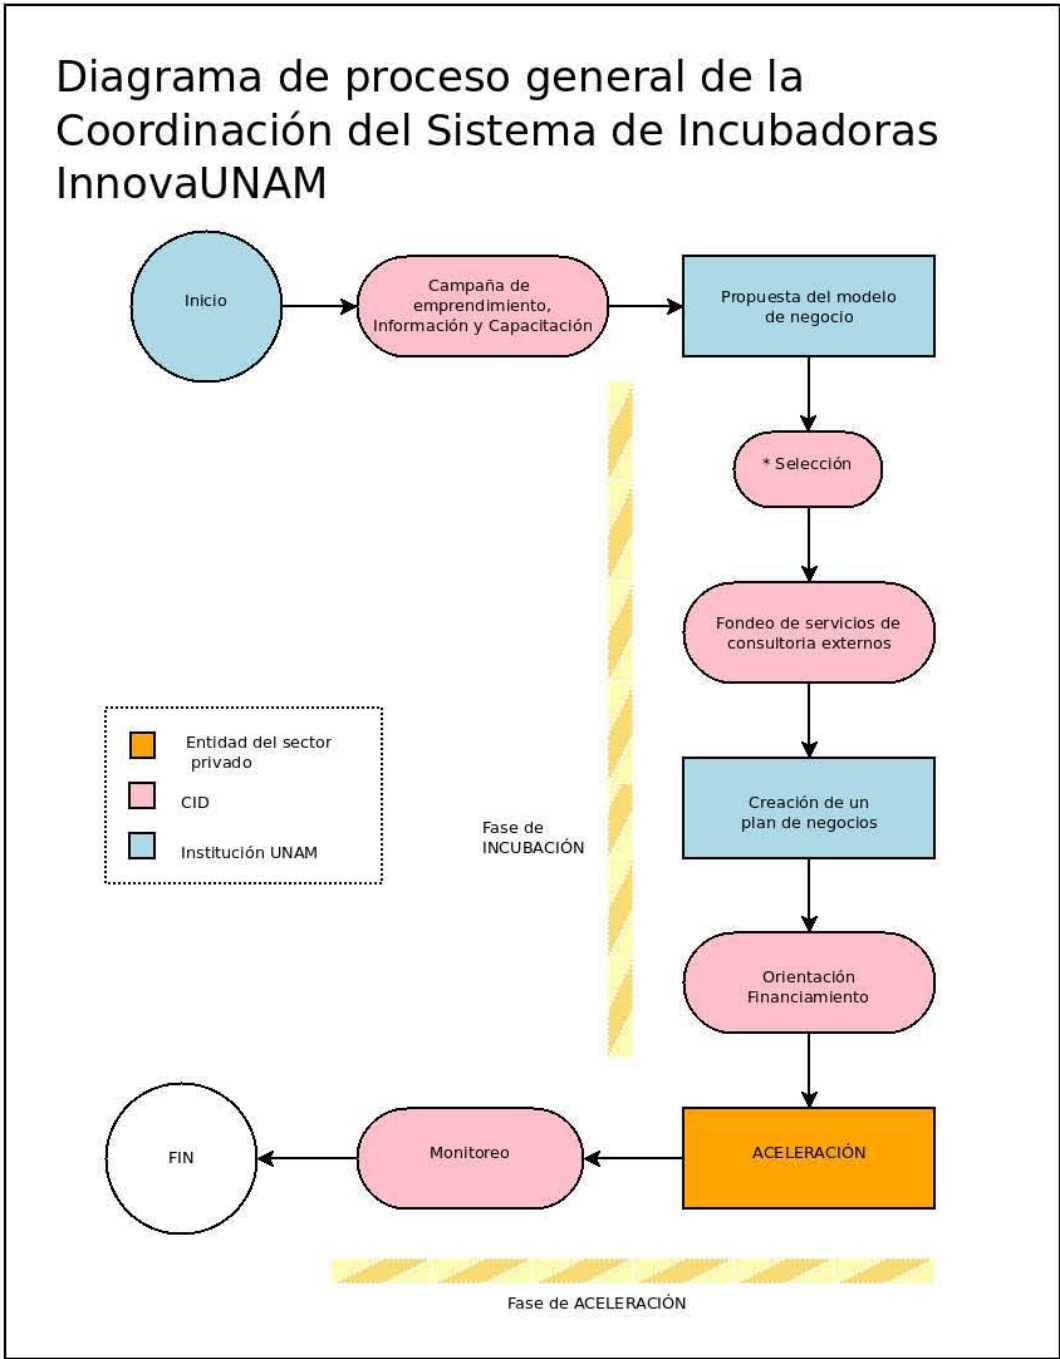 Diagrama de proceso general de la
Coordinación del Sistema de Incubadoras
InnovaUNAM
Inicio
Campaña de
emprendimiento,
Información y Capacitación
Propuesta del modelo
de negocio
* Selección
Fondeo de servicios de
consultoria externos
Entidad del sector
privado
CID
Institución UNAM
Fase de
INCUBACIÓN
Creación de un
plan de negocios
Orientación
Financiamiento
ACELERACIÓN
Monitoreo
FIN
Fase de ACELERACIÓN